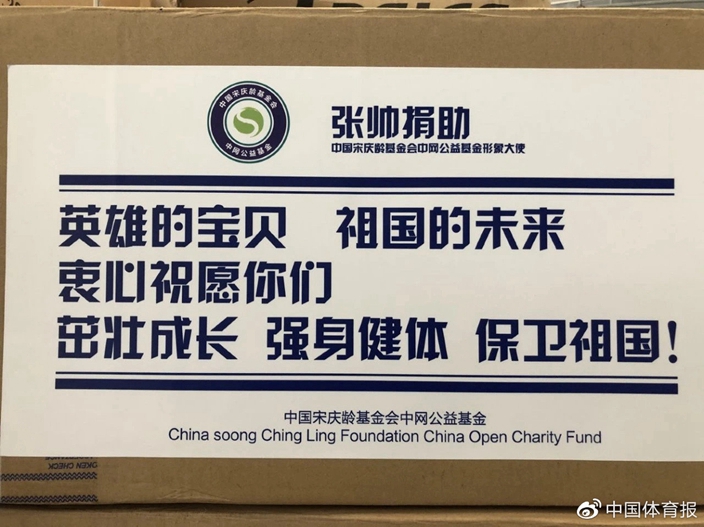 中国宋庆龄基金会
中网公益基金
张帅捐助
中国宋庆龄基金会中网公益基金形象大使
英雄的宝贝 祖国的未来
衷心祝愿你们
茁壮成长 强身健体 保卫祖国!
中国宋庆龄基金会中网公益基金
China soong Ching Ling Foundation China Open Charity Fund
OKEN CHECK
中国体育报